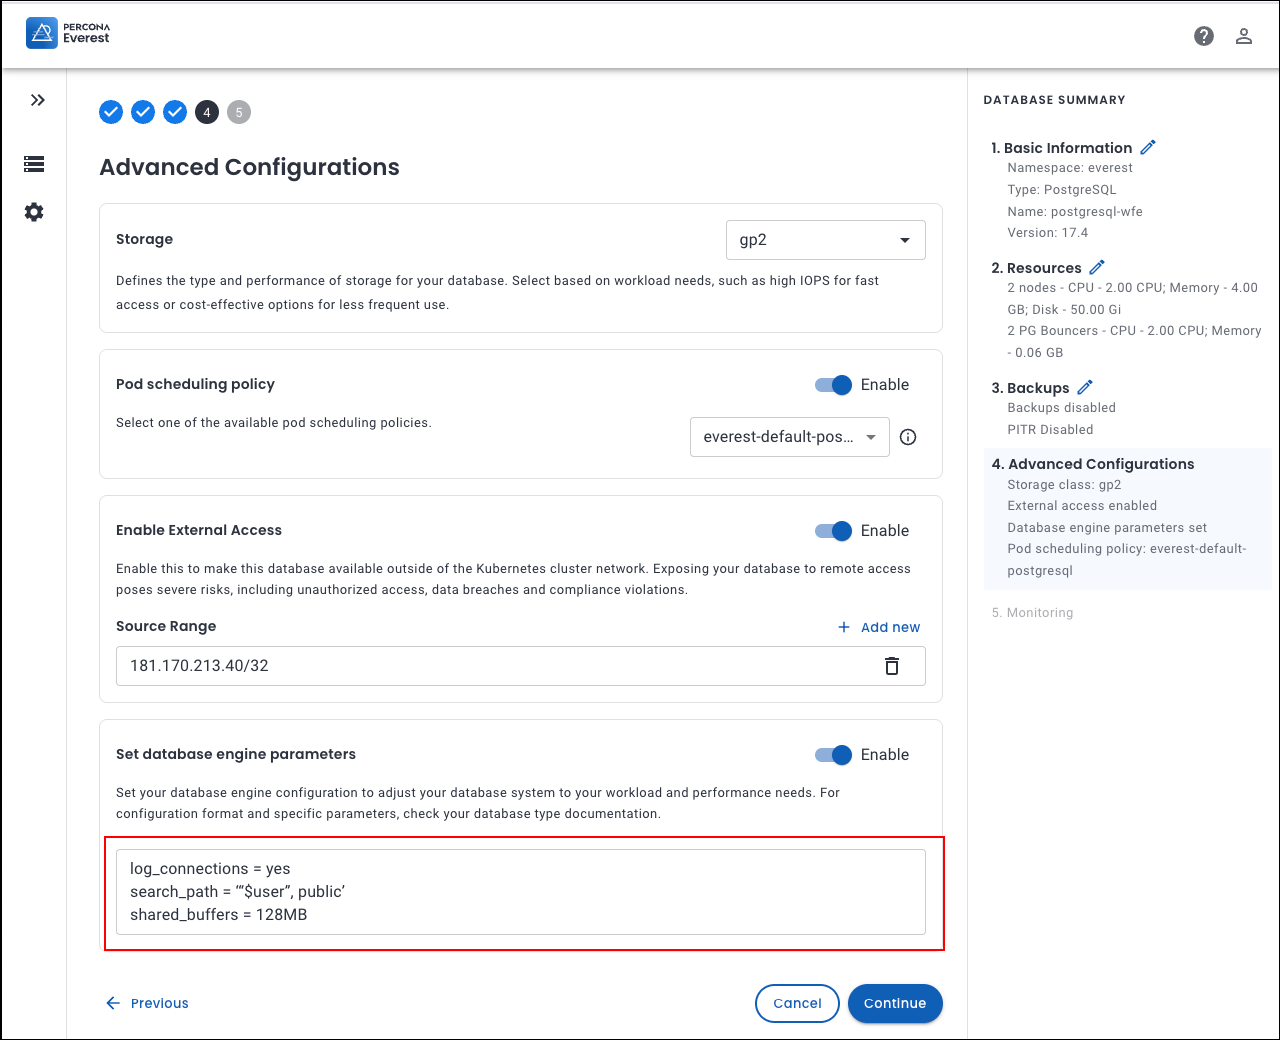 PERCONA
Everest
4
5
Advanced Configurations
Storage
gp2
Defines the type and performance of storage for your database. Select based on workload needs, such as high IOPS for fast
access or cost-effective options for less frequent use.
Pod scheduling policy
Enable
Select one of the available pod scheduling policies.
everest-default-pos...
Enable External Access
Enable
Enable this to make this database available outside of the Kubernetes cluster network. Exposing your database to remote access
poses severe risks, including unauthorized access, data breaches and compliance violations.
Source Range
Add new
181.170.213.40/32
Set database engine parameters
Enable
Set your database engine configuration to adjust your database system to your workload and performance needs. For
configuration format and specific parameters, check your database type documentation.
log_connections = yes
search_path = ‘“$user”, public’
shared_buffers = 128MB
Previous
Cancel
Continue
DATABASE SUMMARY
1. Basic Information
Namespace: everest
Type: PostgreSQL
Name: postgresql-wfe
Version: 17.4
2. Resources
2 nodes - CPU - 2.00 CPU; Memory - 4.00
GB; Disk - 50.00 Gi
2 PG Bouncers - CPU - 2.00 CPU; Memory
- 0.06 GB
3. Backups
Backups disabled
PITR Disabled
4. Advanced Configurations
Storage class: gp2
External access enabled
Database engine parameters set
Pod scheduling policy: everest-default-
postgresql
5. Monitoring